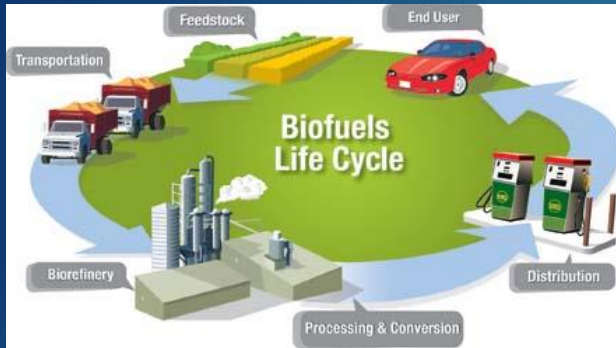 Feedstock
End User
Transportation
Biofuels
Life Cycle
Biorefinery
Distribution
Processing & Conversion